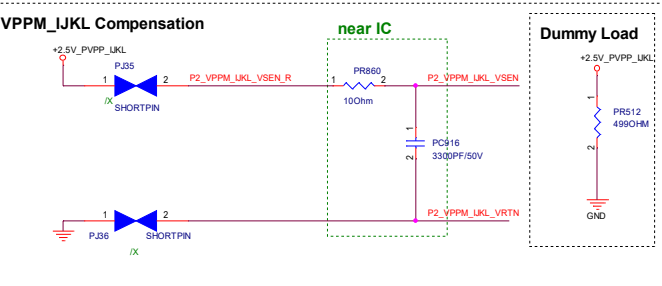 VPPM_IJKL Compensation
near IC
Dummy Load
+2.5V_PVPP_IJKL
PJ35
1
2
/X
SHORTPIN
P2_VPPM_IJKL_VSEN_R
PR860
1
2
10Ohm
P2_VPPM_IJKL_VSEN
1
2
PC916
3300PF/50V
+2.5V_PVPP_IJKL
1
2
PR512
499OHM
GND
1
2
PJ36
SHORTPIN
/X
P2_VPPM_IJKL_VRTN